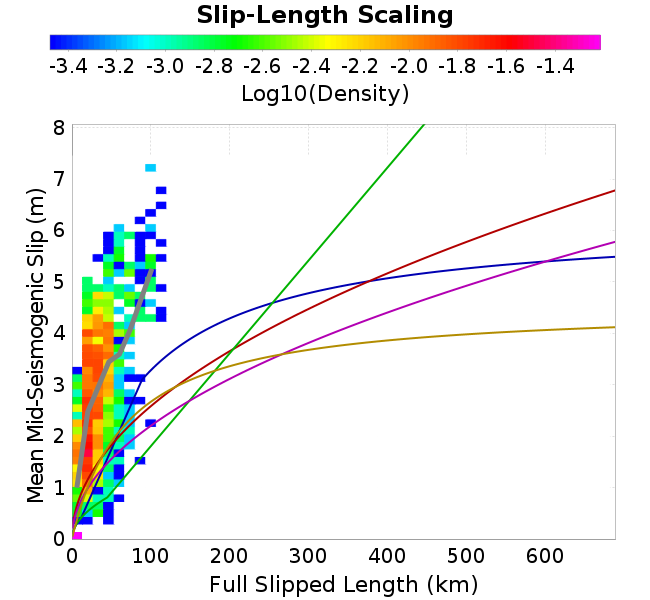 Slip-Length Scaling
-3.4 -3.2 -3.0 -2.8 -2.6 -2.4 -2.2 -2.0 -1.8 -1.6 -1.4
Log10(Density)
Mean Mid-Seismogenic Slip (m)
8
7
6
5
4
3
2
1
0
0 100 200 300 400 500 600
Full Slipped Length (km)